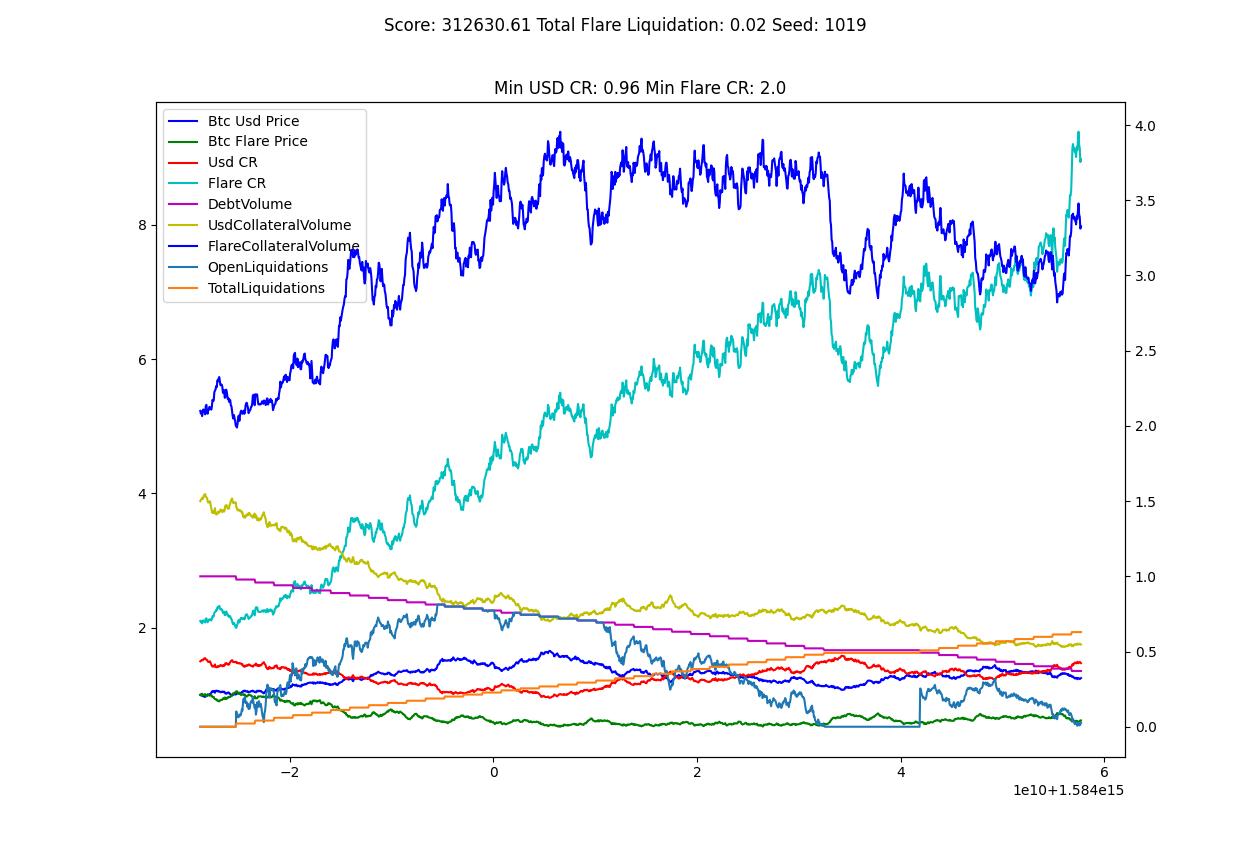 Score: 312630.61 Total Flare Liquidation: 0.02 Seed: 1019
Min USD CR: 0.96 Min Flare CR: 2.0
Btc Usd Price
Btc Flare Price
Usd CR
Flare CR
DebtVolume
UsdCollateralVolume
FlareCollateralVolume
OpenLiquidations
TotalLiquidations
8
6
4
2
4.0
3.5
3.0
2.5
2.0
1.5
1.0
0.5
0.0
−2 0 2 4 6
1e10+1.584e15